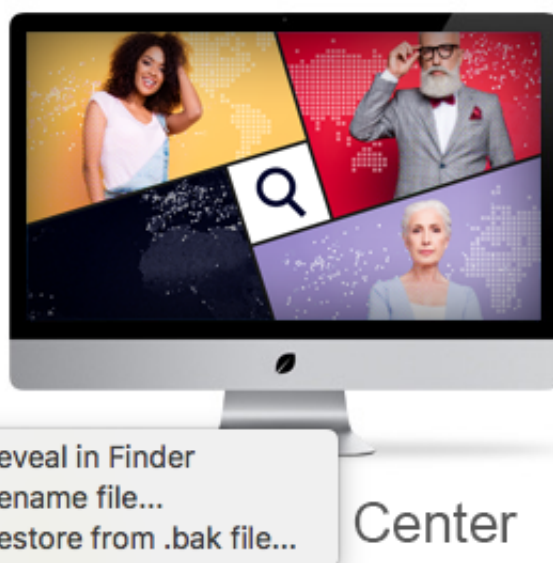 eveal in Finder
ename file...
estore from .bak file...
Center